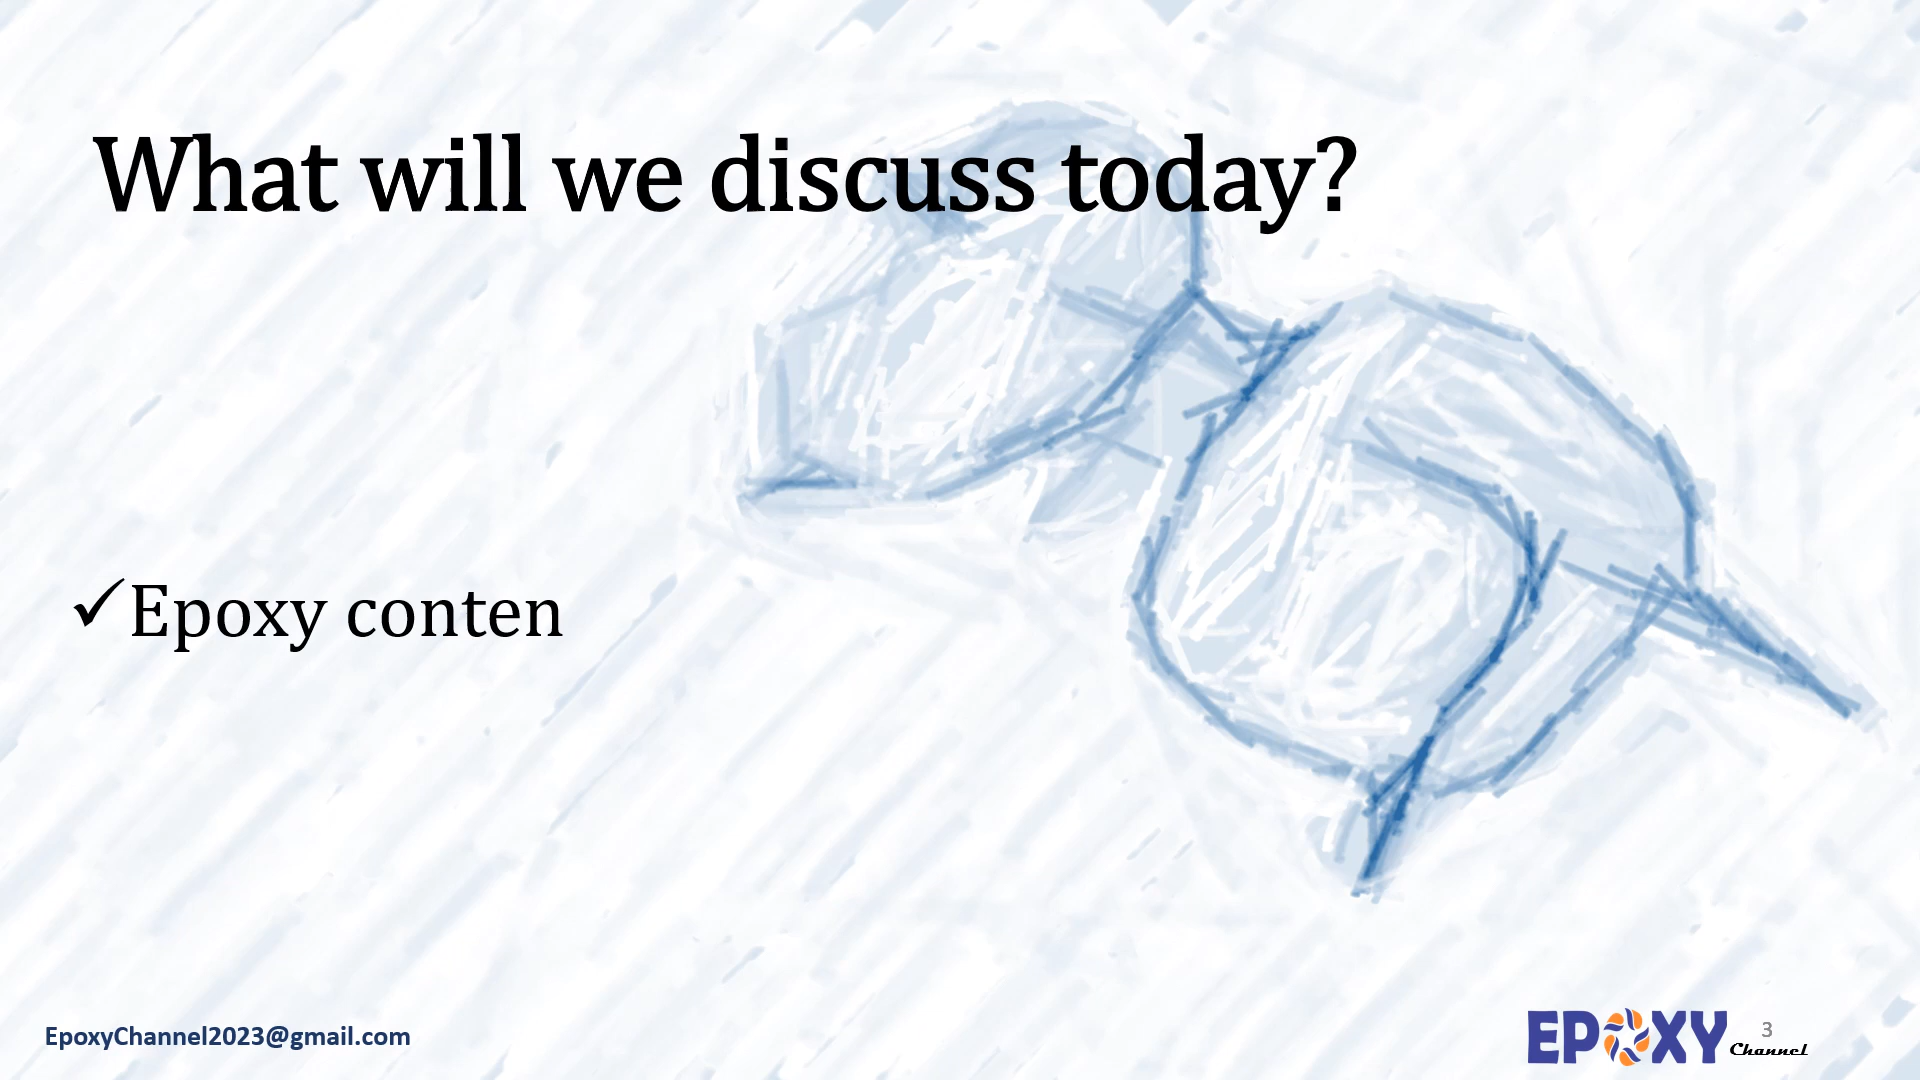 What will we discuss today?
✓Epoxy conten
EpoxyChannel2023@gmail.com
EPOXY Channel
3